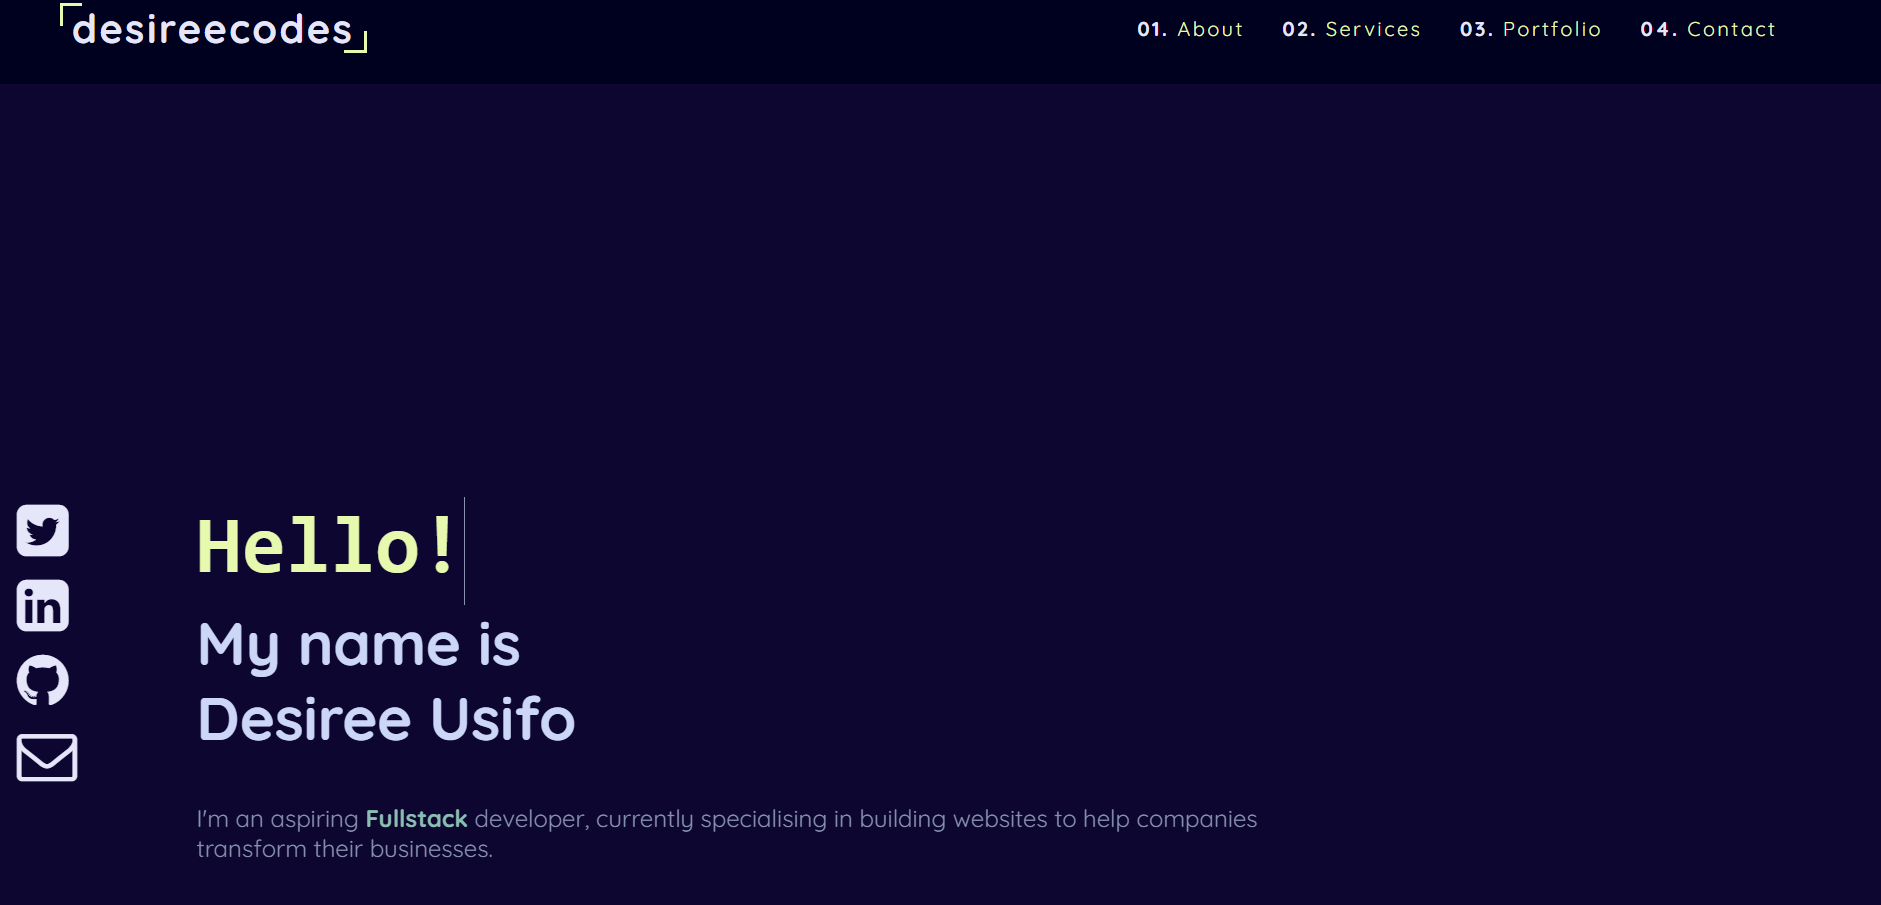 desireecodes
01. About 02. Services 03. Portfolio 04. Contact
Hello!
in
My name is
Desiree Usifo
I'm an aspiring Fullstack developer, currently specialising in building websites to help companies
transform their businesses.